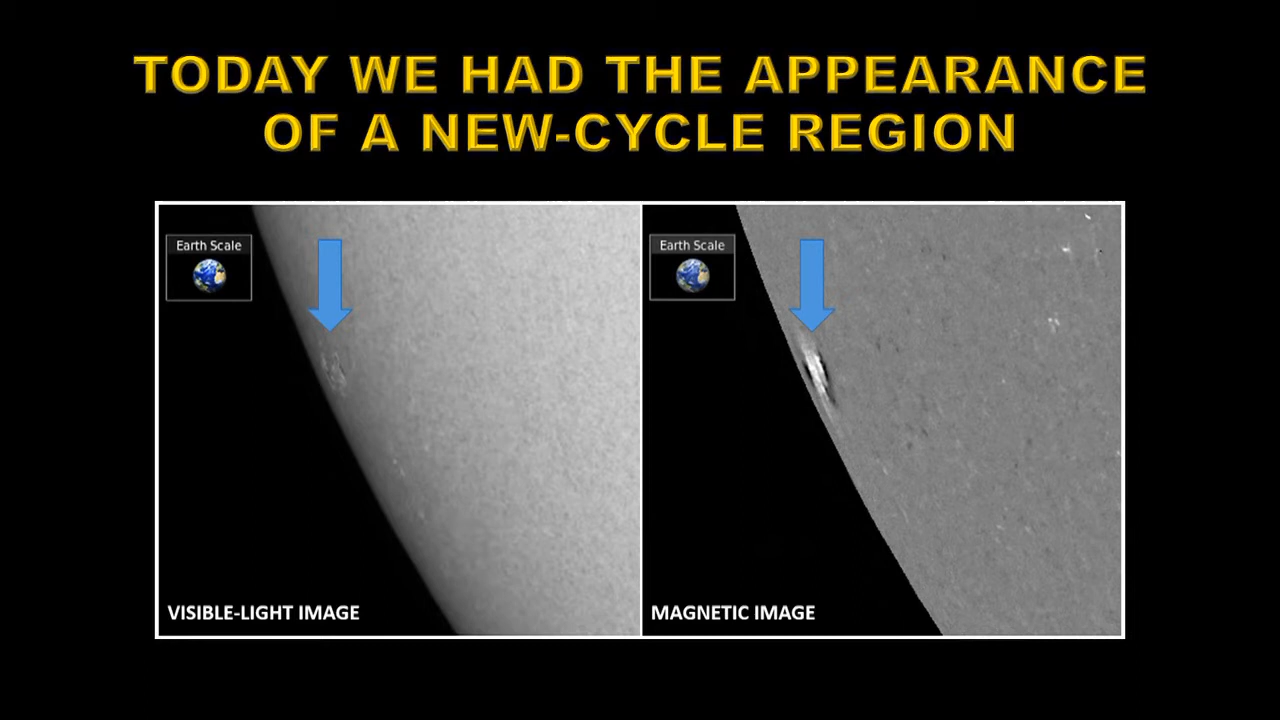 TODAY WE HAD THE APPEARANCE
OF A NEW-CYCLE REGION
Earth Scale
Earth Scale
VISIBLE-LIGHT IMAGE
MAGNETIC IMAGE